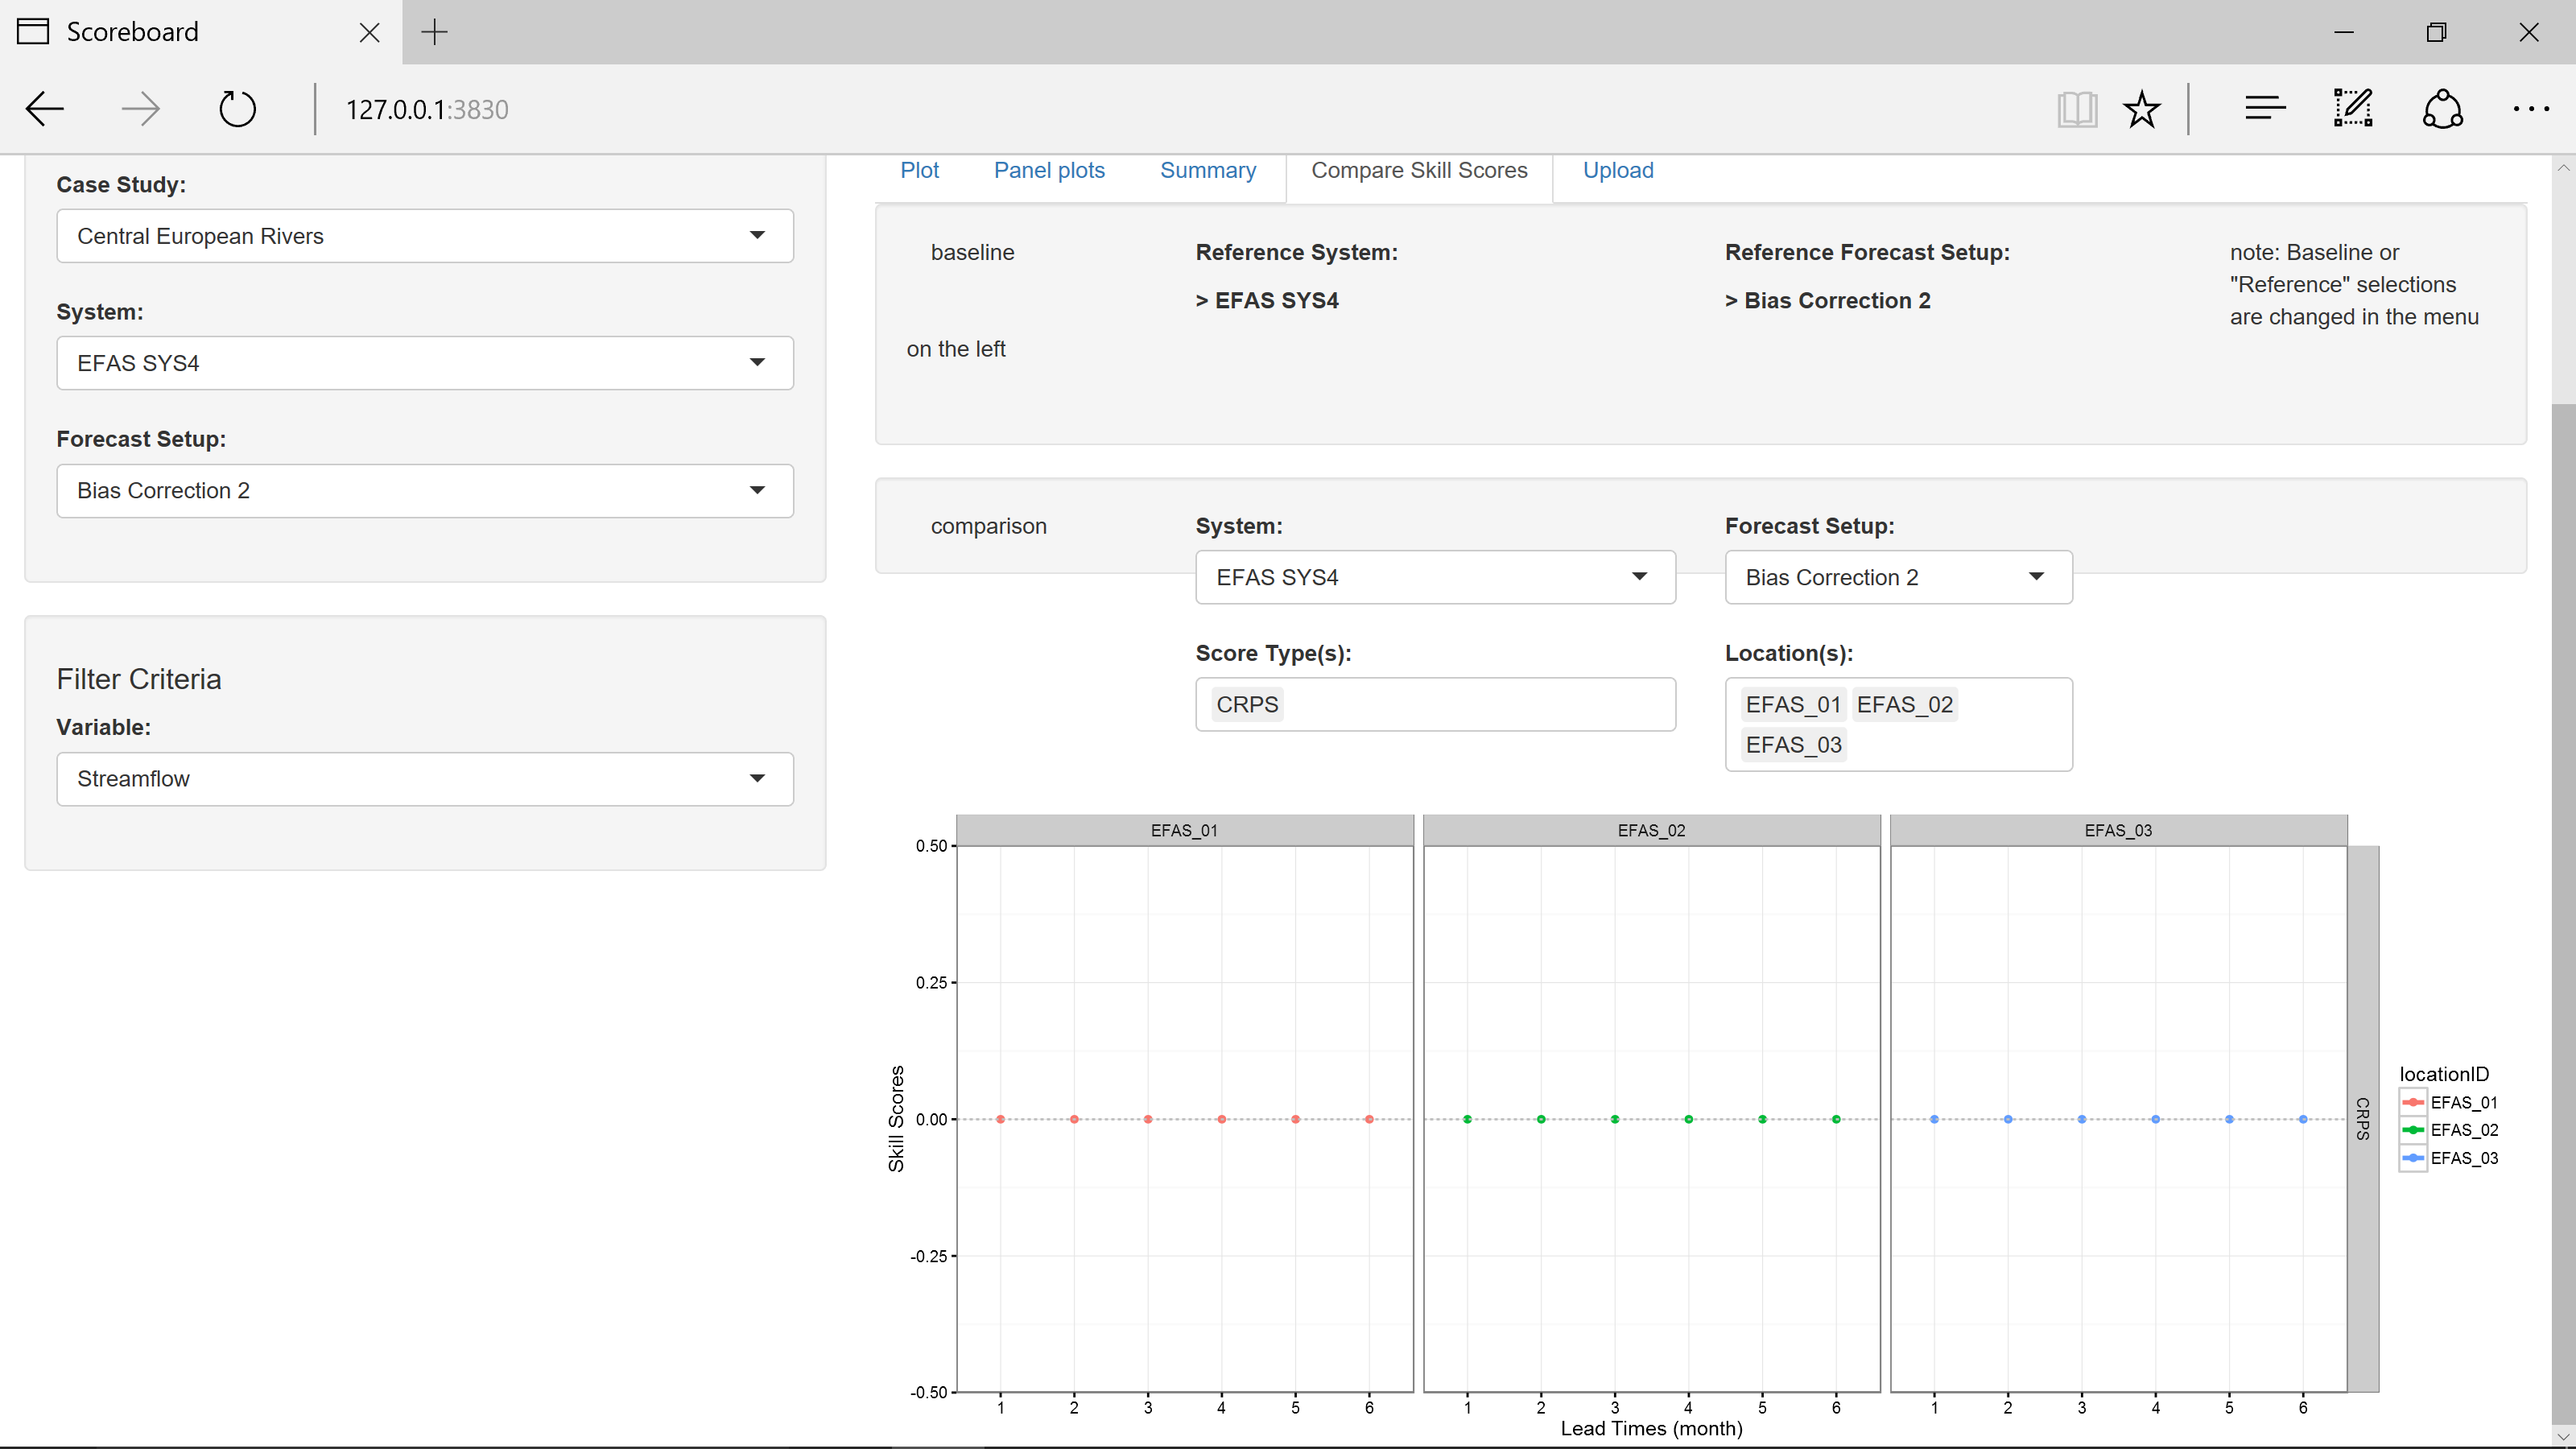 Scoreboard
127.0.0.1:3830
Case Study:
Central European Rivers
System:
EFAS SYS4
Forecast Setup:
Bias Correction 2
Filter Criteria
Variable:
Streamflow
Plot
Panel plots
Summary
Compare Skill Scores
Upload
baseline
Reference System:
> EFAS SYS4
Reference Forecast Setup:
> Bias Correction 2
note: Baseline or
"Reference" selections
are changed in the menu
on the left
comparison
System:
EFAS SYS4
Forecast Setup:
Bias Correction 2
Score Type(s):
CRPS
Location(s):
EFAS_01 EFAS_02
EFAS_03
EFAS_01
EFAS_02
EFAS_03
0.50
0.25
0.00
-0.25
-0.50
Skill Scores
CRPS
1 2 3 4 5 6
1 2 3 4 5 6
1 2 3 4 5 6
Lead Times (month)
locationID
EFAS_01
EFAS_02
EFAS_03